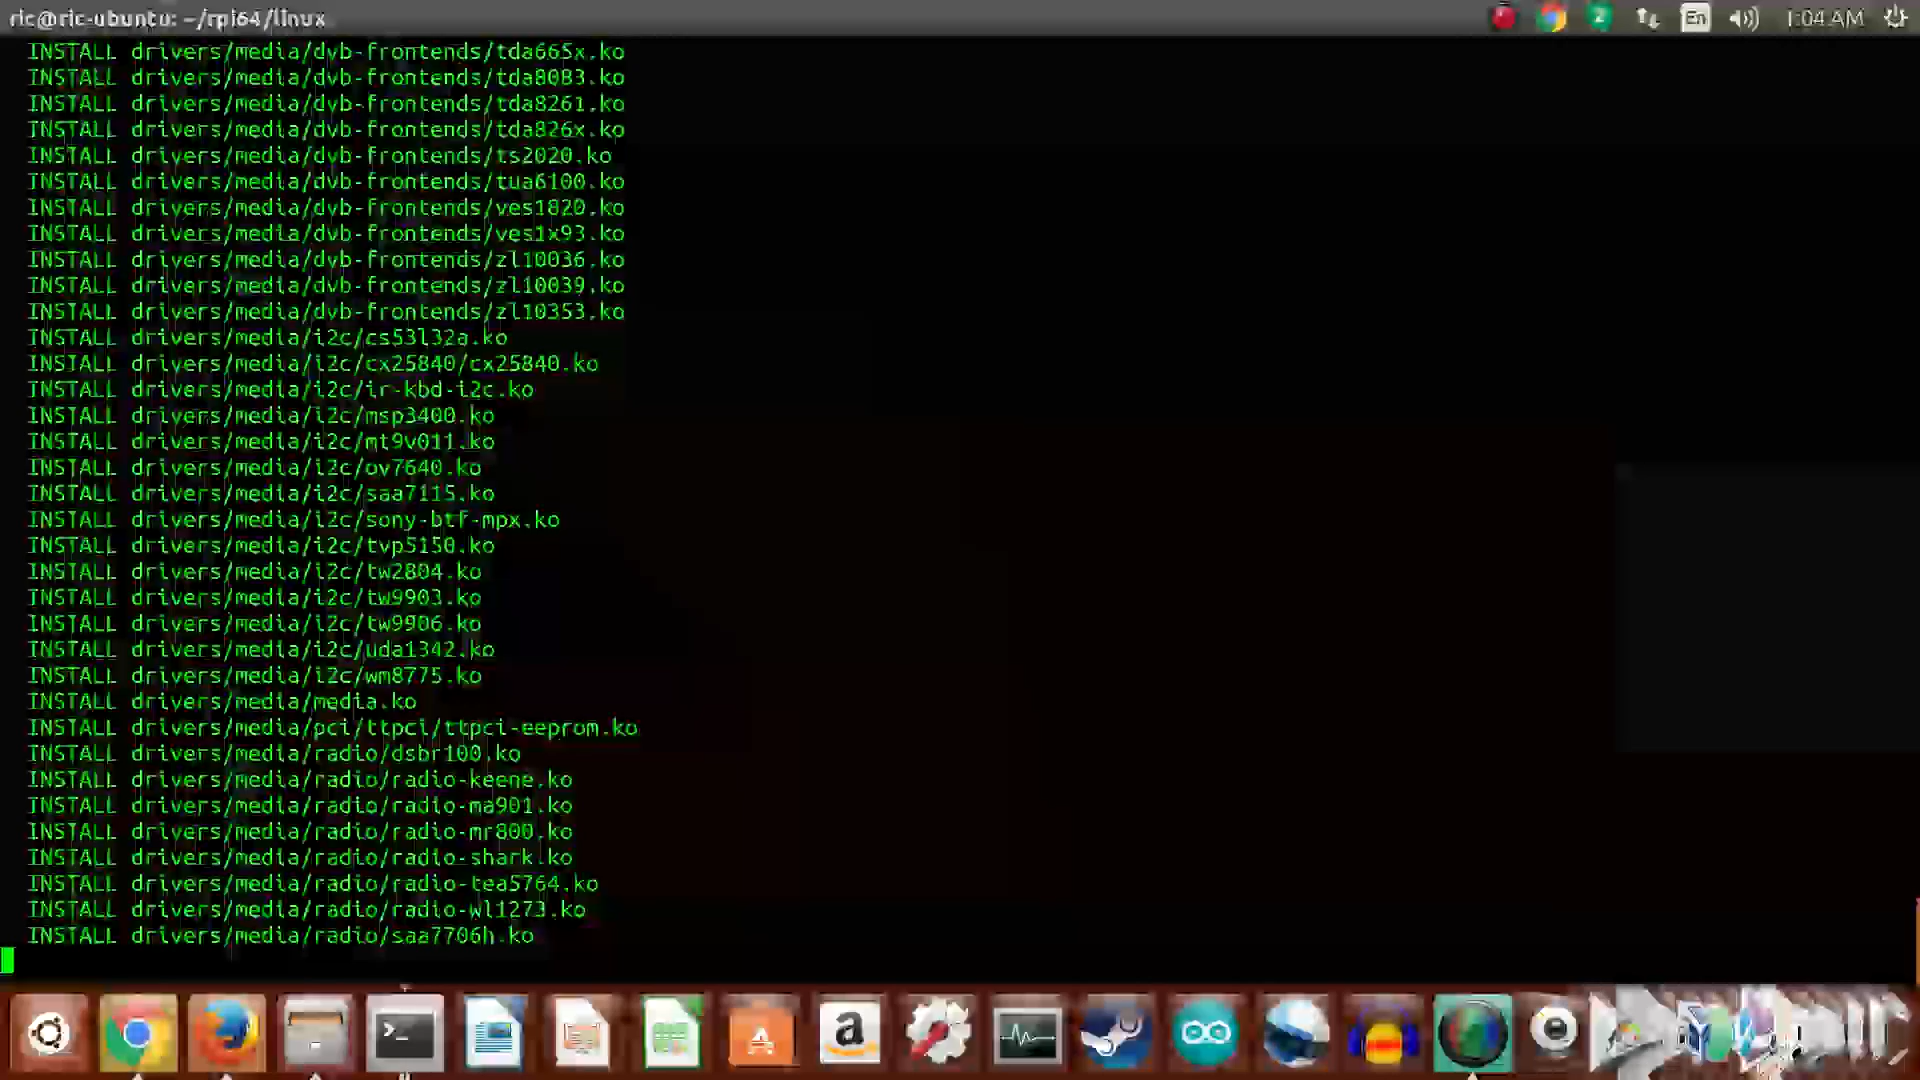 ric@ric-ubuntu: ~/rpi64/linux
En
1:04 AM
INSTALL drivers/media/dvb-frontends/tda665x.ko
INSTALL drivers/media/dvb-frontends/tda8083.ko
INSTALL drivers/media/dvb-frontends/tda8261.ko
INSTALL drivers/media/dvb-frontends/tda826x.ko
INSTALL drivers/media/dvb-frontends/ts2020.ko
INSTALL drivers/media/dvb-frontends/tua6100.ko
INSTALL drivers/media/dvb-frontends/ves1820.ko
INSTALL drivers/media/dvb-frontends/ves1x93.ko
INSTALL drivers/media/dvb-frontends/zl10036.ko
INSTALL drivers/media/dvb-frontends/zl10039.ko
INSTALL drivers/media/dvb-frontends/zl10353.ko
INSTALL drivers/media/i2c/cs53l32a.ko
INSTALL drivers/media/i2c/cx25840/cx25840.ko
INSTALL drivers/media/i2c/ir-kbd-i2c.ko
INSTALL drivers/media/i2c/msp3400.ko
INSTALL drivers/media/i2c/mt9v011.ko
INSTALL drivers/media/i2c/ov7640.ko
INSTALL drivers/media/i2c/saa7115.ko
INSTALL drivers/media/i2c/sony-btf-mpx.ko
INSTALL drivers/media/i2c/tvp5150.ko
INSTALL drivers/media/i2c/tw2804.ko
INSTALL drivers/media/i2c/tw9903.ko
INSTALL drivers/media/i2c/tw9906.ko
INSTALL drivers/media/i2c/uda1342.ko
INSTALL drivers/media/i2c/wm8775.ko
INSTALL drivers/media/media.ko
INSTALL drivers/media/pci/ttpci/ttpci-eeprom.ko
INSTALL drivers/media/radio/dsbr100.ko
INSTALL drivers/media/radio/radio-keene.ko
INSTALL drivers/media/radio/radio-ma901.ko
INSTALL drivers/media/radio/radio-mr800.ko
INSTALL drivers/media/radio/radio-shark.ko
INSTALL drivers/media/radio/radio-tea5764.ko
INSTALL drivers/media/radio/radio-wl1273.ko
INSTALL drivers/media/radio/saa7706h.ko